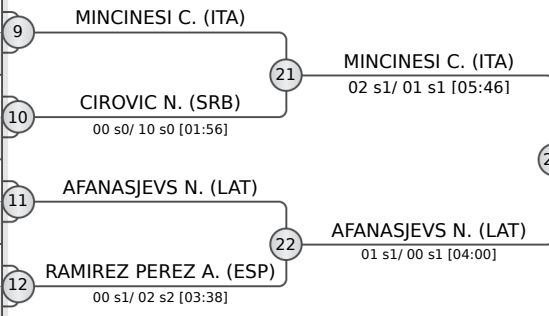 9
MINCINESI C. (ITA)
21
MINCINESI C. (ITA)
02 s1/ 01 s1 [05:46]
10
CIROVIC N. (SRB)
00 s0/ 10 s0 [01:56]
11
AFANASJEVS N. (LAT)
22
AFANASJEVS N. (LAT)
01 s1/ 00 s1 [04:00]
12
RAMIREZ PEREZ A. (ESP)
00 s1/ 02 s2 [03:38]